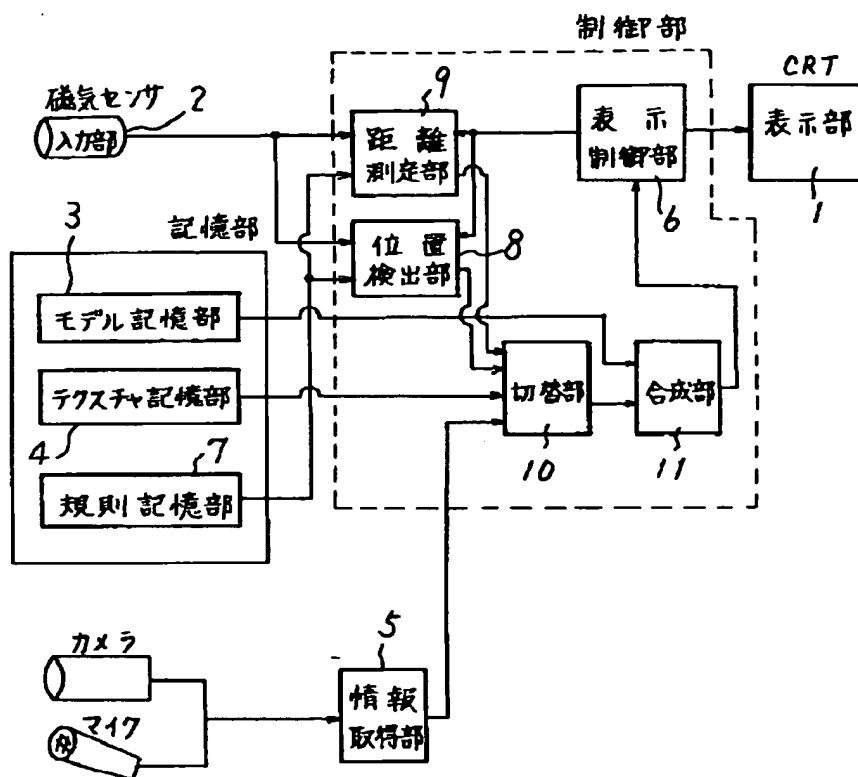 制御部
CRT
磁気センサ
2
入力部
9
距離
測定部
表示
制御部
6
表示部
1
記憶部
3
位置
検出部
8
モデル記憶部
テクスチャ記憶部
4
切替部
10
合成部
11
7
規則記憶部
カメラ
マイク
5
情報
取得部